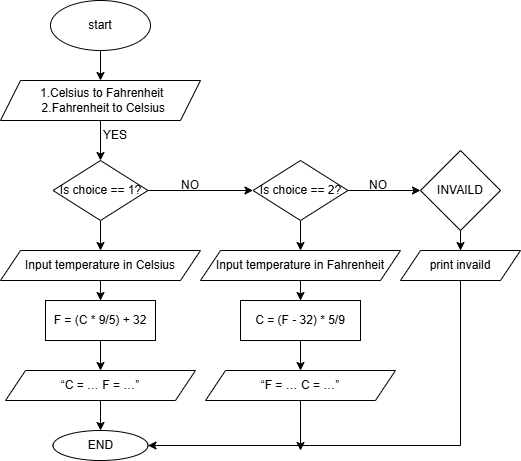 start
1.Celsius to Fahrenheit
2.Fahrenheit to Celsius
YES
Is choice == 1?
NO
Is choice == 2?
NO
INVAILD
Input temperature in Celsius
Input temperature in Fahrenheit
print invaild
F = (C * 9/5) + 32
C = (F - 32) * 5/9
“C = ... F = ...”
“F = ... C = ...”
END